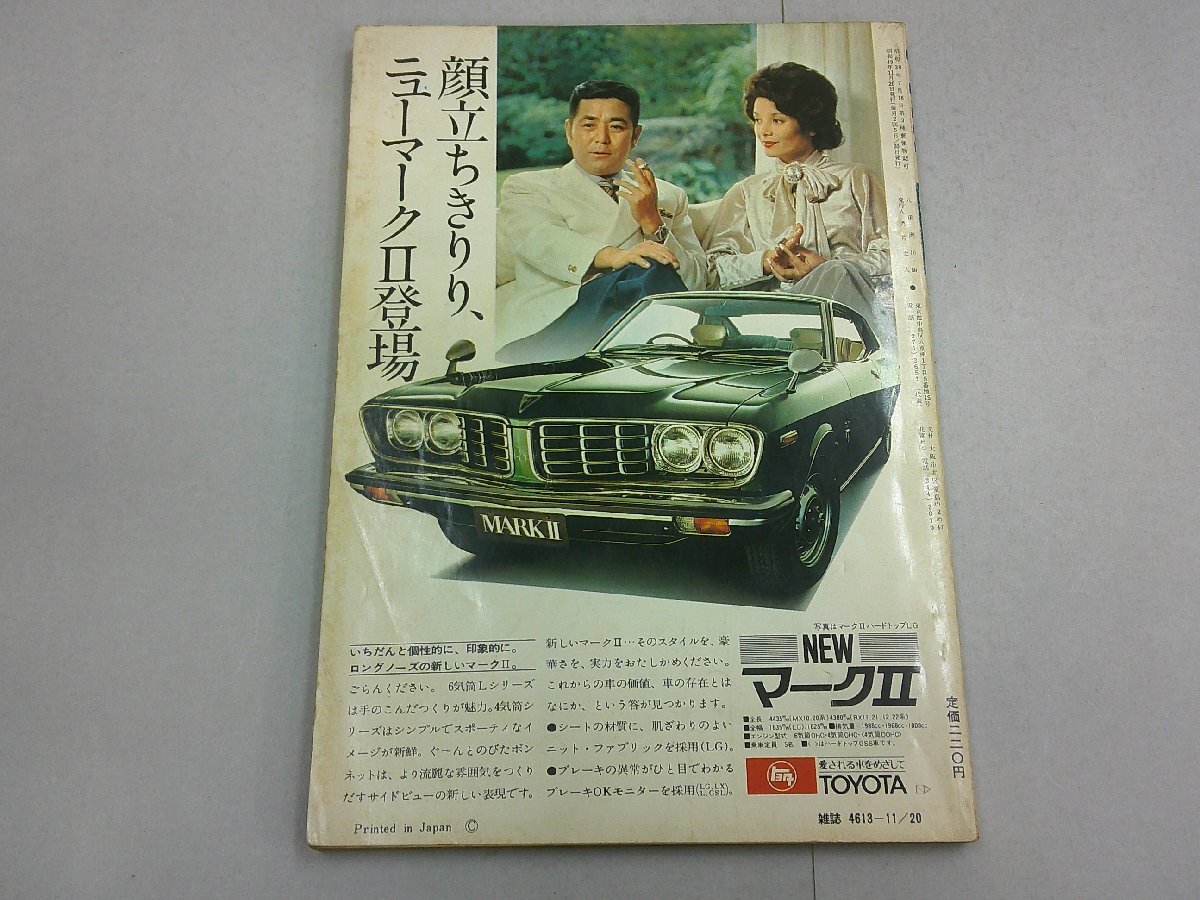 顔立ちきりり、
ニューマークII登場
MARK II
写真はマークIIハードトップLG
いちだんと個性的に、印象的に。
ロングノーズの新しいマークII。
ごらんください。6気筒Lシリーズ
は手のこんだつくりが魅力。4気筒シ
リーズはシンプルでスポーティなイ
メージが新鮮。ぐ〜んとのびたボン
ネットは、より流麗な雰囲気をつくり
だすサイドビューの新しい表現です。
新しいマークII…そのスタイルを、豪
華さを、実力をおたしかめください。
これからの車の価値、車の存在とは
なにか、という答が見つかります。
●シートの材質に、肌ざわりのよい
ニット・ファブリックを採用(LG)。
●ブレーキの異常がひと目でわかる
ブレーキOKモニターを採用(LG,LX/L,GSL)。
NEW
マークII
■乗車定員 5名
トヨタ
愛される車をめざして
TOYOTA
定価二二〇円
Printed in Japan ©
雑誌 4613-11/20